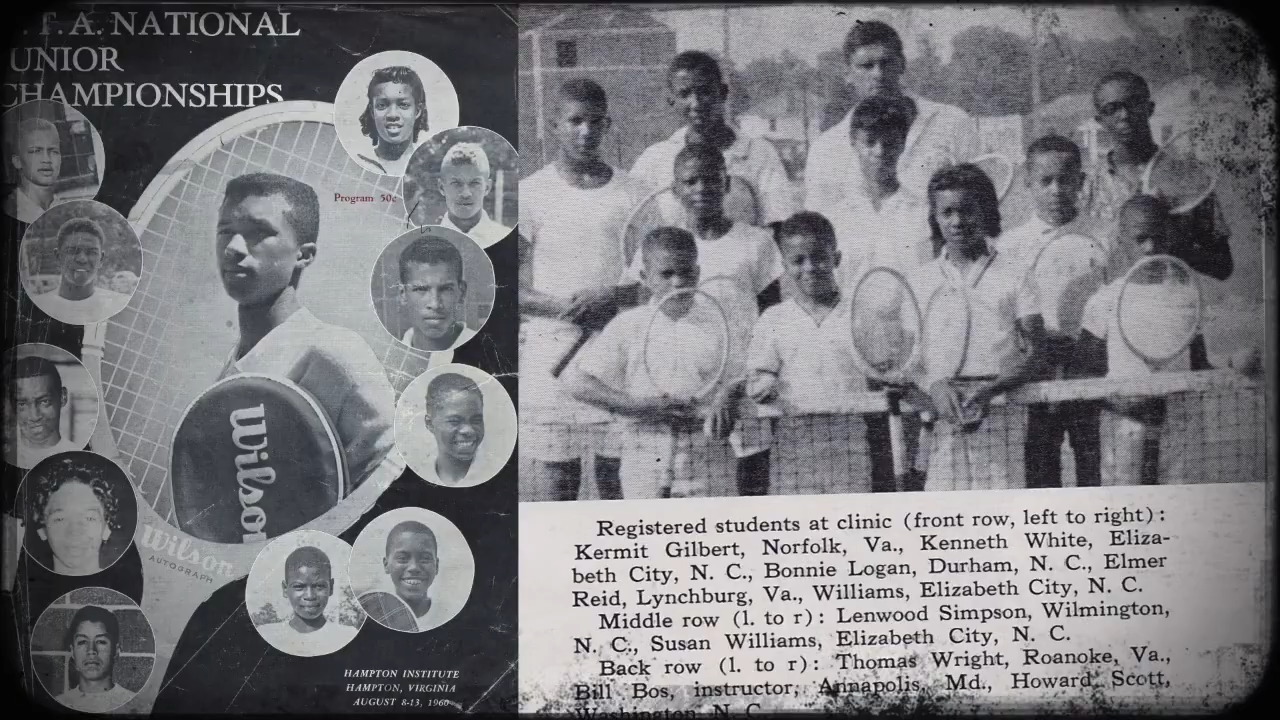 .T.A. NATIONAL
UNIOR
CHAMPIONSHIPS
Program 50c
Wilson
Wilson
AUTOGRAPH
HAMPTON INSTITUTE
HAMPTON, VIRGINIA
AUGUST 8-13, 1960
Registered students at clinic (front row, left to right):
Kermit Gilbert, Norfolk, Va., Kenneth White, Eliza-
beth City, N. C., Bonnie Logan, Durham, N. C., Elmer
Reid, Lynchburg, Va., Williams, Elizabeth City, N. C.
Middle row (l. to r): Lenwood Simpson, Wilmington,
N. C., Susan Williams, Elizabeth City, N. C.
Back row (l. to r): Thomas Wright, Roanoke, Va.,
Bill Bos, instructor, Annapolis, Md., Howard Scott,
Washington, N. C.